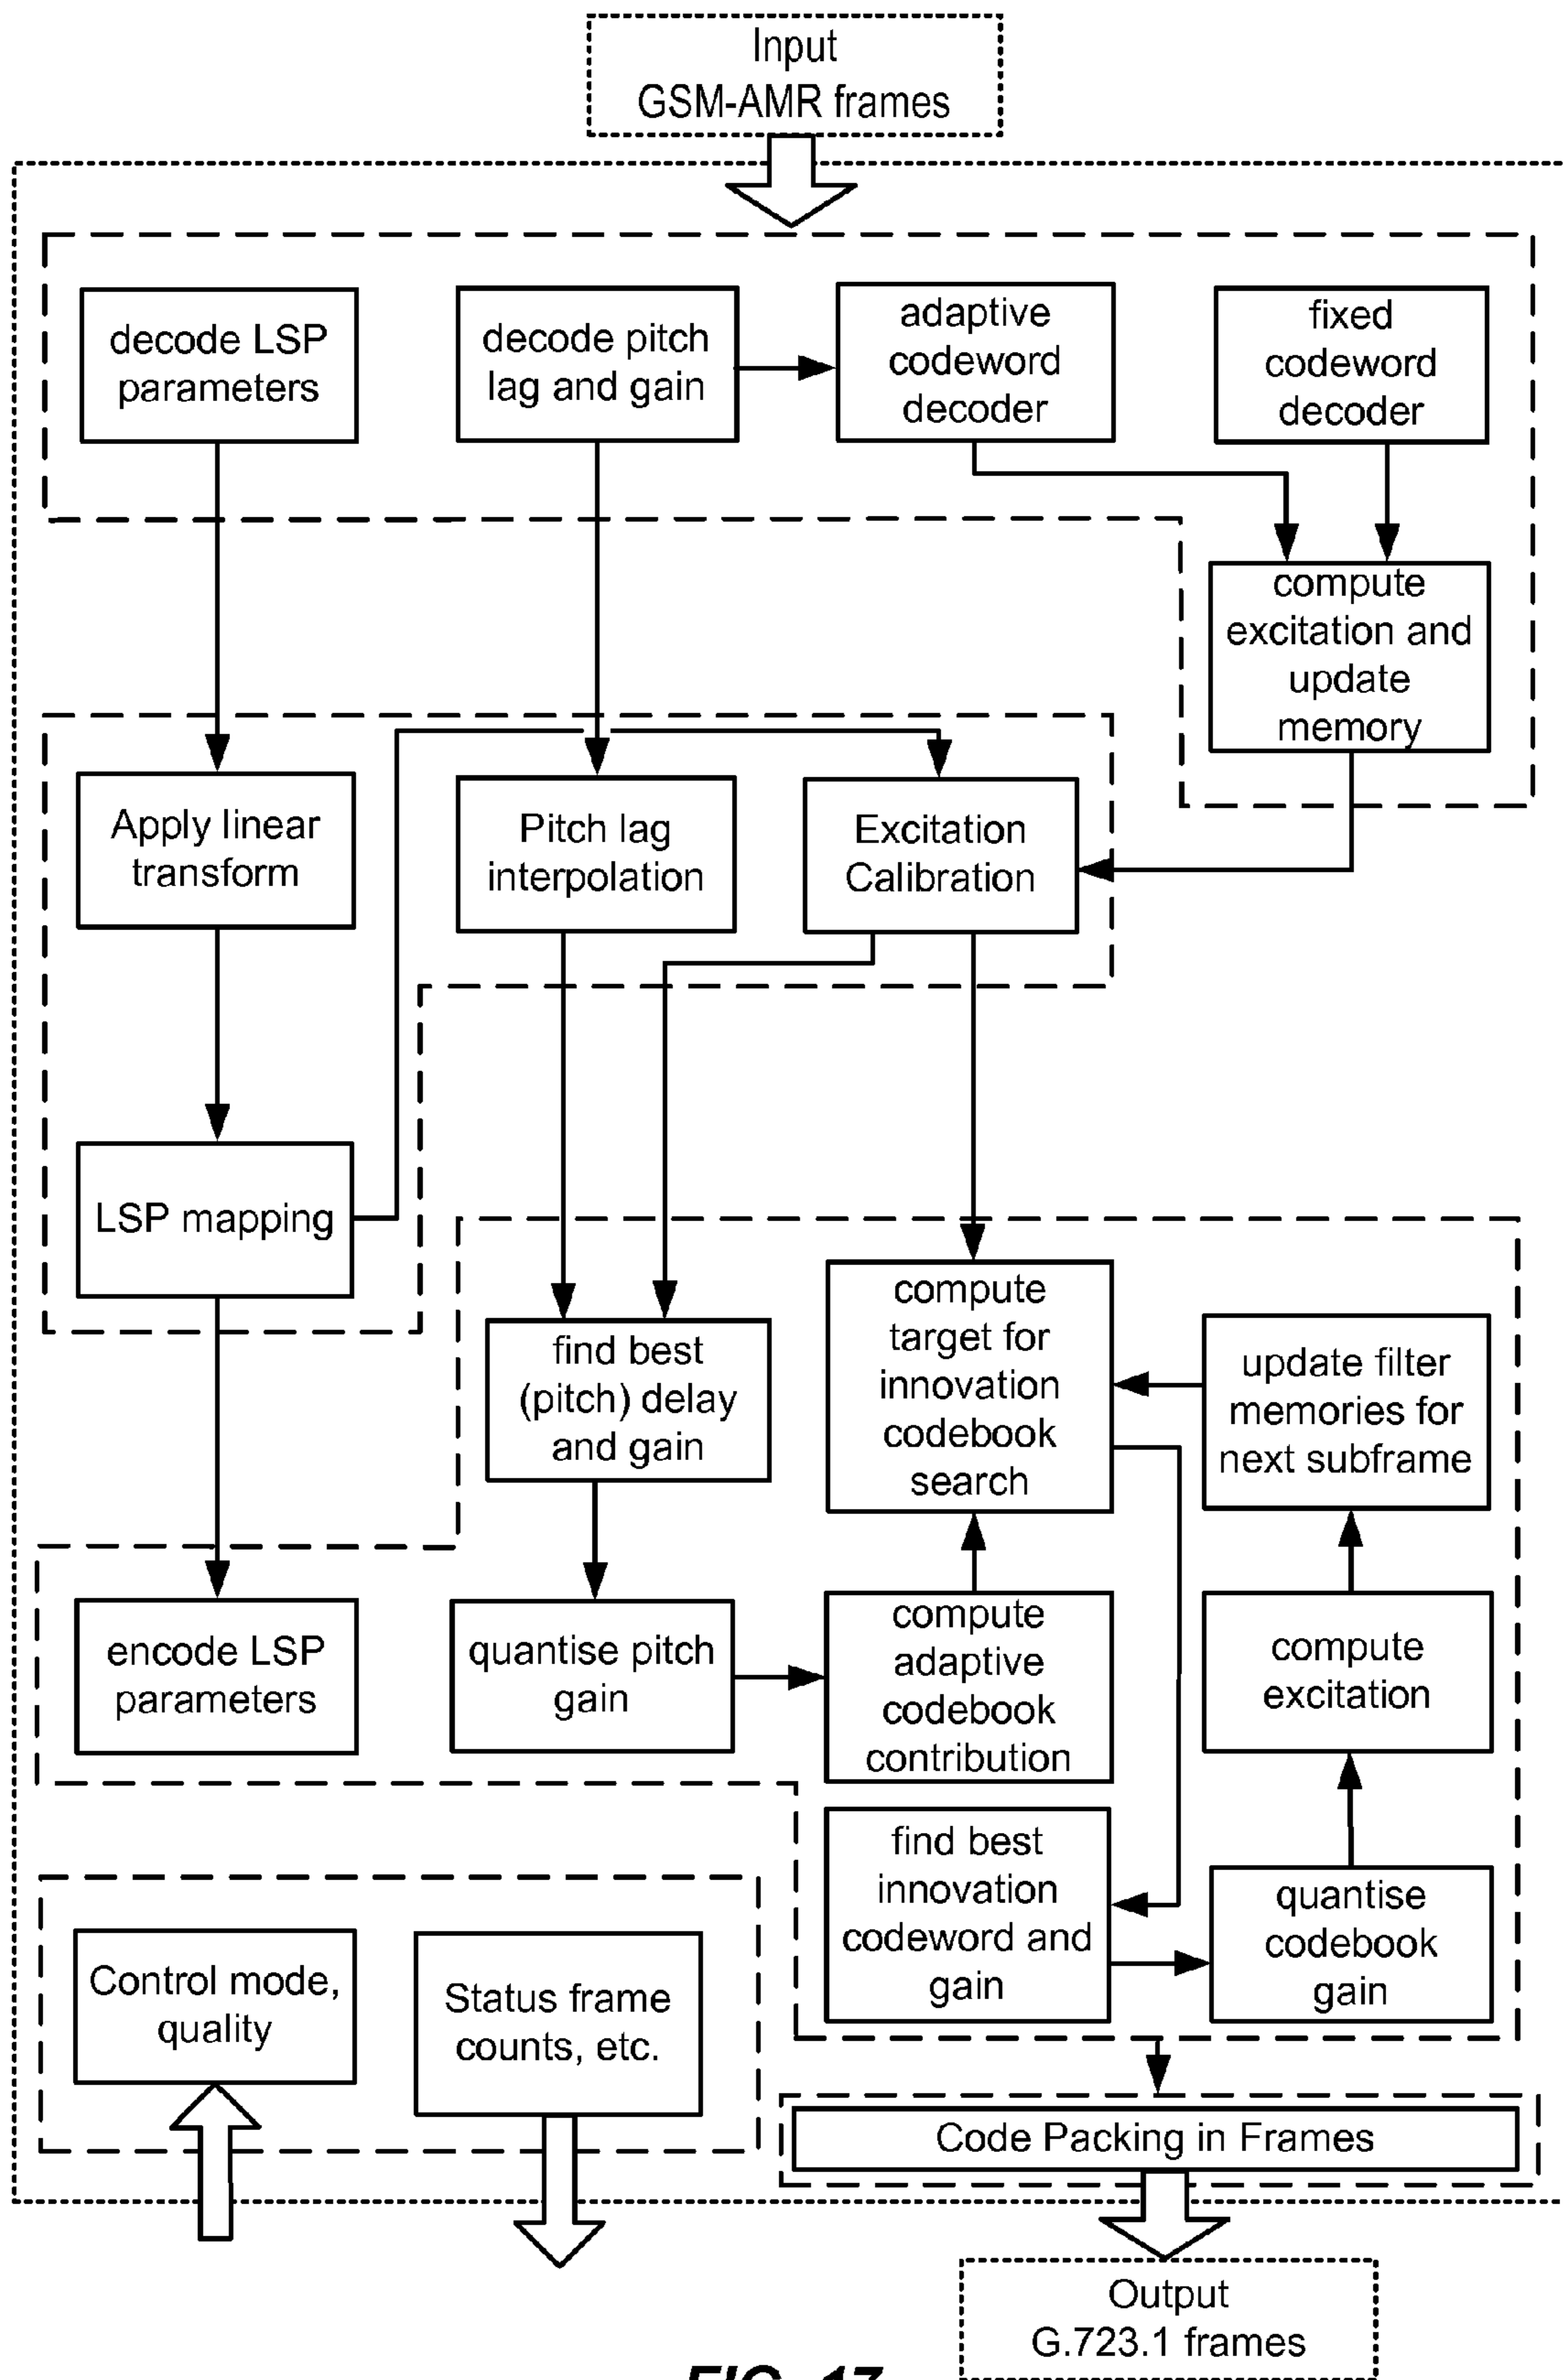 Input
GSM-AMR frames
decode LSP
parameters
decode pitch
lag and gain
adaptive
codeword
decoder
fixed
codeword
decoder
compute
excitation and
update
memory
Apply linear
transform
Pitch lag
interpolation
Excitation
Calibration
LSP mapping
find best
(pitch) delay
and gain
compute
target for
innovation
codebook
search
update filter
memories for
next subframe
encode LSP
parameters
quantise pitch
gain
compute
adaptive
codebook
contribution
compute
excitation
find best
innovation
codeword and
gain
quantise
codebook
gain
Control mode,
quality
Status frame
counts, etc.
Code Packing in Frames
Output
G.723.1 frames
FIG. 17